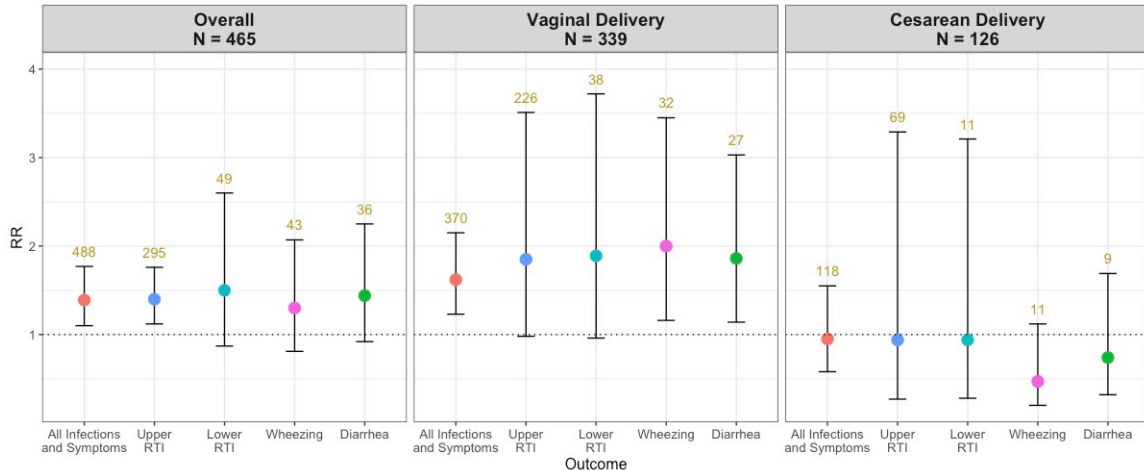 Overall
N = 465
Vaginal Delivery
N = 339
Cesarean Delivery
N = 126
RR
4
3
2
1
488
295
49
43
36
370
226
38
32
27
118
69
11
11
9
All Infections
and Symptoms
Upper
RTI
Lower
RTI
Wheezing
Diarrhea
All Infections
and Symptoms
Upper
RTI
Lower
RTI
Wheezing
Diarrhea
All Infections
and Symptoms
Upper
RTI
Lower
RTI
Wheezing
Diarrhea
Outcome